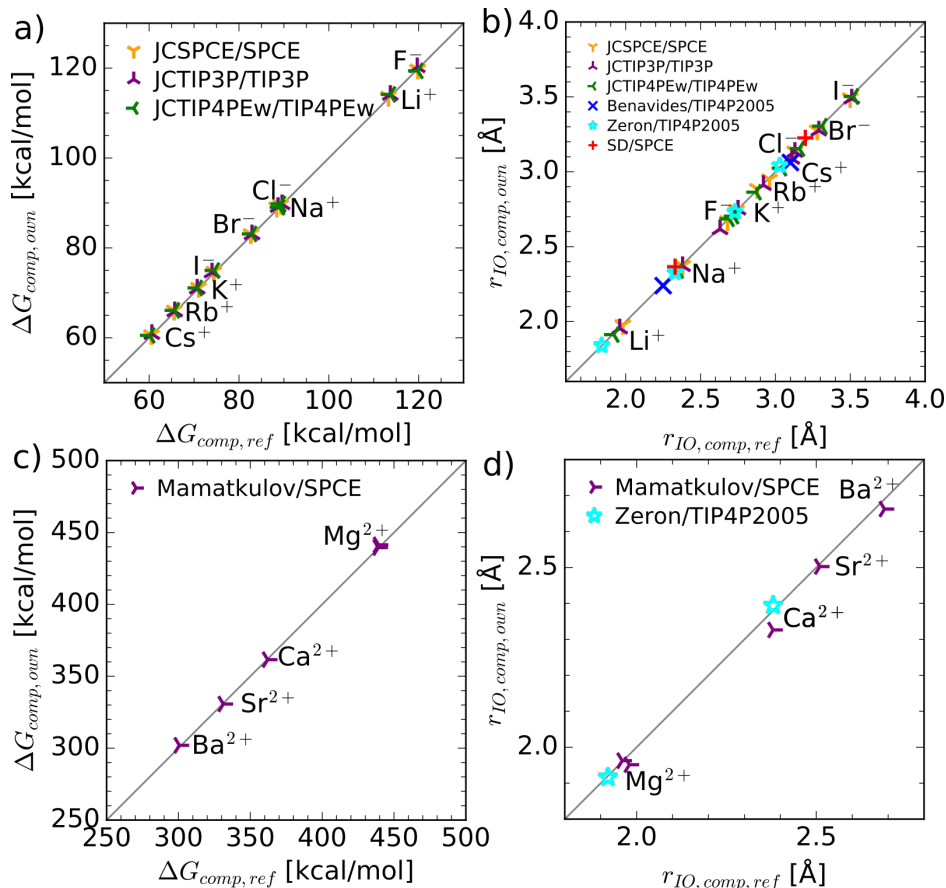 a)
JCSPCE/SPCE
JCTIP3P/TIP3P
JCTIP4PEw/TIP4PEw
F⁻
Li⁺
Cl⁻
Na⁺
Br⁻
I⁻
K⁺
Rb⁺
Cs⁺
120
100
80
60
60 80 100 120
ΔG_{comp,own} [kcal/mol]
ΔG_{comp,ref} [kcal/mol]
b)
JCSPCE/SPCE
JCTIP3P/TIP3P
JCTIP4PEw/TIP4PEw
Benavides/TIP4P2005
Zeron/TIP4P2005
SD/SPCE
I⁻
Br⁻
Cl⁻
Cs⁺
Rb⁺
F⁻
K⁺
Na⁺
Li⁺
4.0
3.5
3.0
2.5
2.0
2.0 2.5 3.0 3.5 4.0
r_{IO,comp,own} [Å]
r_{IO,comp,ref} [Å]
c)
Mamatkulov/SPCE
Mg²⁺
Ca²⁺
Sr²⁺
Ba²⁺
500
450
400
350
300
250
250 300 350 400 450 500
ΔG_{comp,own} [kcal/mol]
ΔG_{comp,ref} [kcal/mol]
d)
Mamatkulov/SPCE
Zeron/TIP4P2005
Ba²⁺
Sr²⁺
Ca²⁺
Mg²⁺
2.5
2.0
2.0 2.5
r_{IO,comp,own} [Å]
r_{IO,comp,ref} [Å]